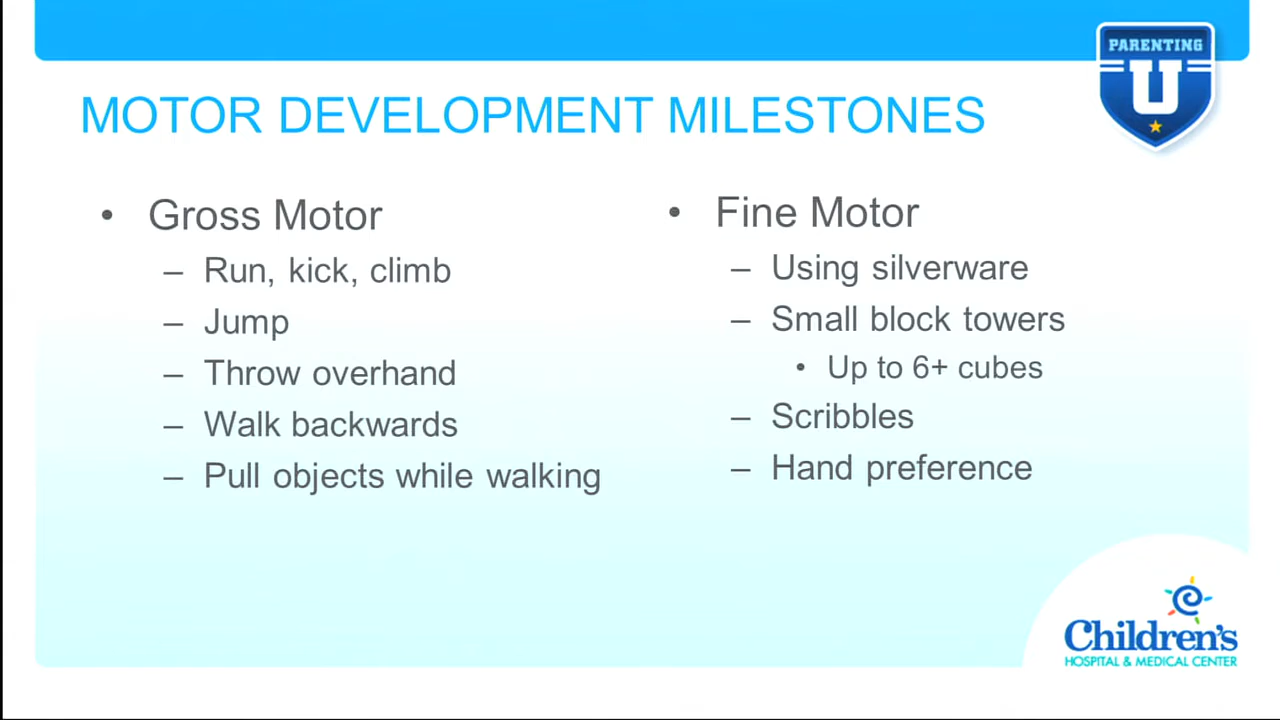 PARENTING
U
MOTOR DEVELOPMENT MILESTONES
• Gross Motor
– Run, kick, climb
– Jump
– Throw overhand
– Walk backwards
– Pull objects while walking
• Fine Motor
– Using silverware
– Small block towers
• Up to 6+ cubes
– Scribbles
– Hand preference
Children's
HOSPITAL & MEDICAL CENTER